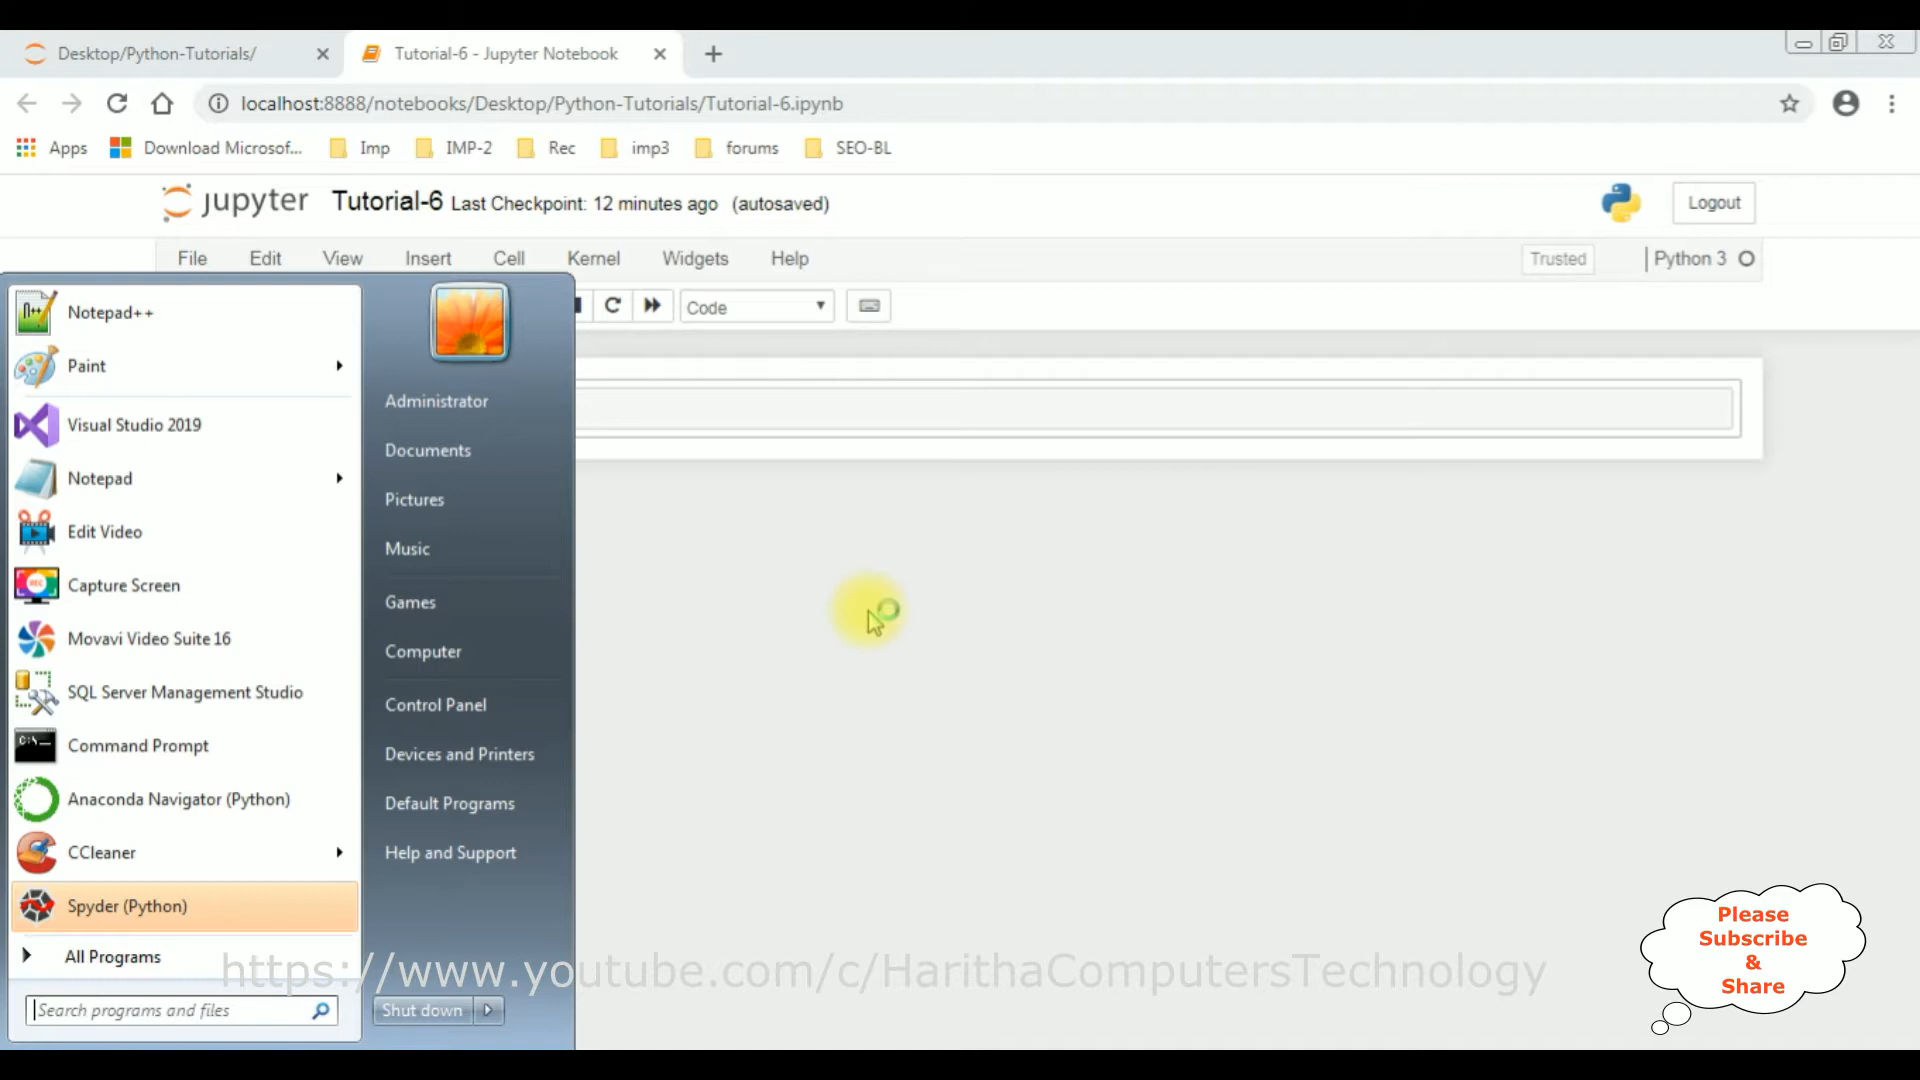 Desktop/Python-Tutorials/
Tutorial-6 - Jupyter Notebook
localhost:8888/notebooks/Desktop/Python-Tutorials/Tutorial-6.ipynb
Apps
Download Microsof...
Imp
IMP-2
Rec
imp3
forums
SEO-BL
jupyter
Tutorial-6 Last Checkpoint: 12 minutes ago (autosaved)
Logout
File
Edit
View
Insert
Cell
Kernel
Widgets
Help
Trusted
Python 3
Code
Notepad++
Paint
Visual Studio 2019
Notepad
Edit Video
Capture Screen
Movavi Video Suite 16
SQL Server Management Studio
Command Prompt
Anaconda Navigator (Python)
CCleaner
Spyder (Python)
All Programs
Search programs and files
Administrator
Documents
Pictures
Music
Games
Computer
Control Panel
Devices and Printers
Default Programs
Help and Support
Shut down
https://www.youtube.com/c/HarithaComputersTechnology
Please
Subscribe
&
Share